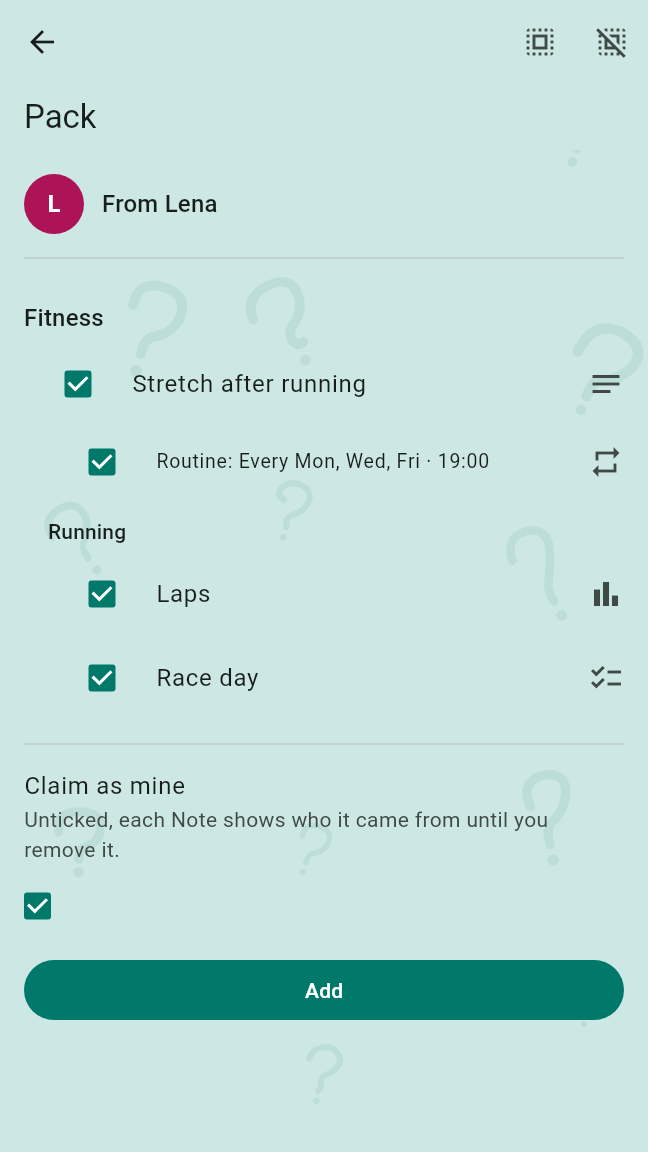 Pack
L
From Lena
Fitness
Stretch after running
Routine: Every Mon, Wed, Fri · 19:00
Running
Laps
Race day
Claim as mine
Unticked, each Note shows who it came from until you
remove it.
Add